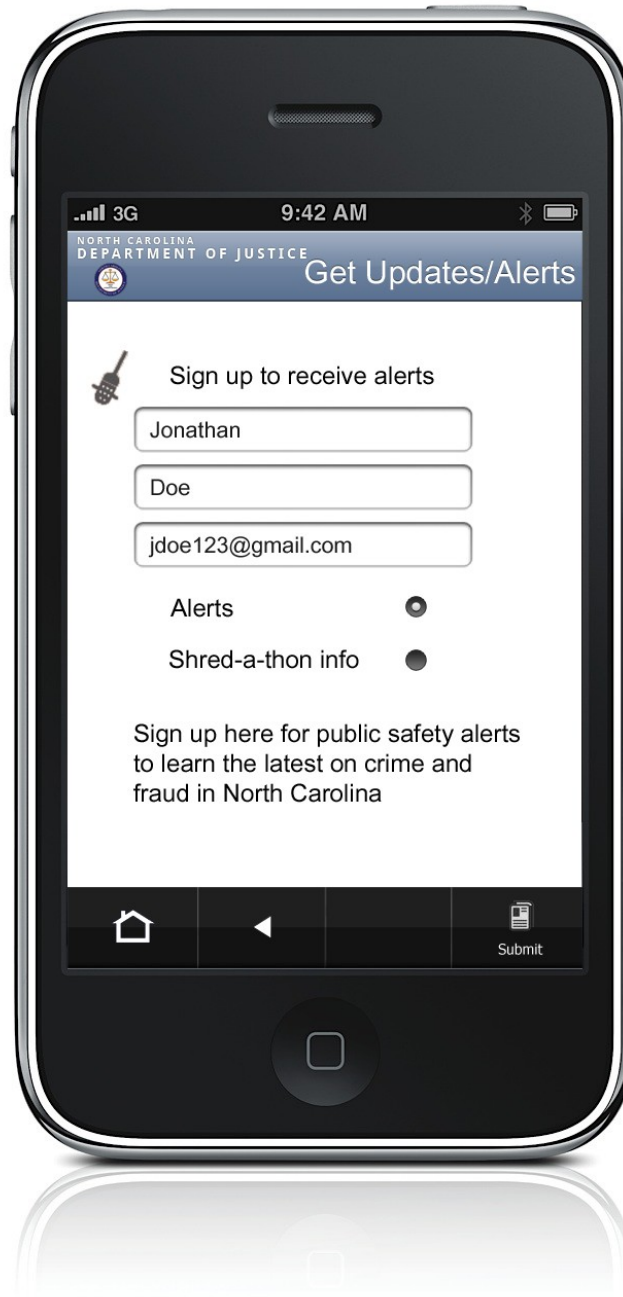 3G 9:42 AM
NORTH CAROLINA
DEPARTMENT OF JUSTICE
Get Updates/Alerts
Sign up to receive alerts
Jonathan
Doe
jdoe123@gmail.com
Alerts
Shred-a-thon info
Sign up here for public safety alerts
to learn the latest on crime and
fraud in North Carolina
Submit